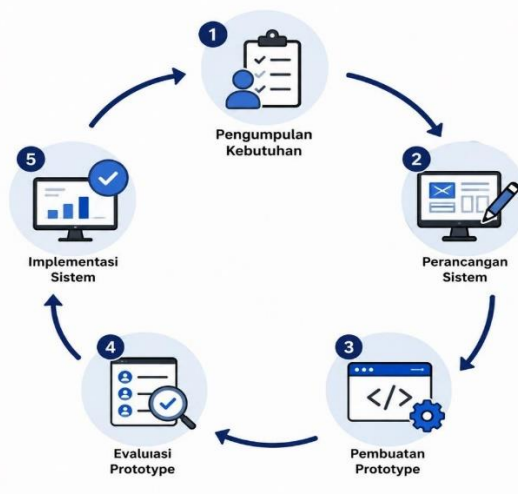 1
Pengumpulan
Kebutuhan
2
Perancangan
Sistem
3
</>
Pembuatan
Prototype
4
Evaluasi
Prototype
5
Implementasi
Sistem